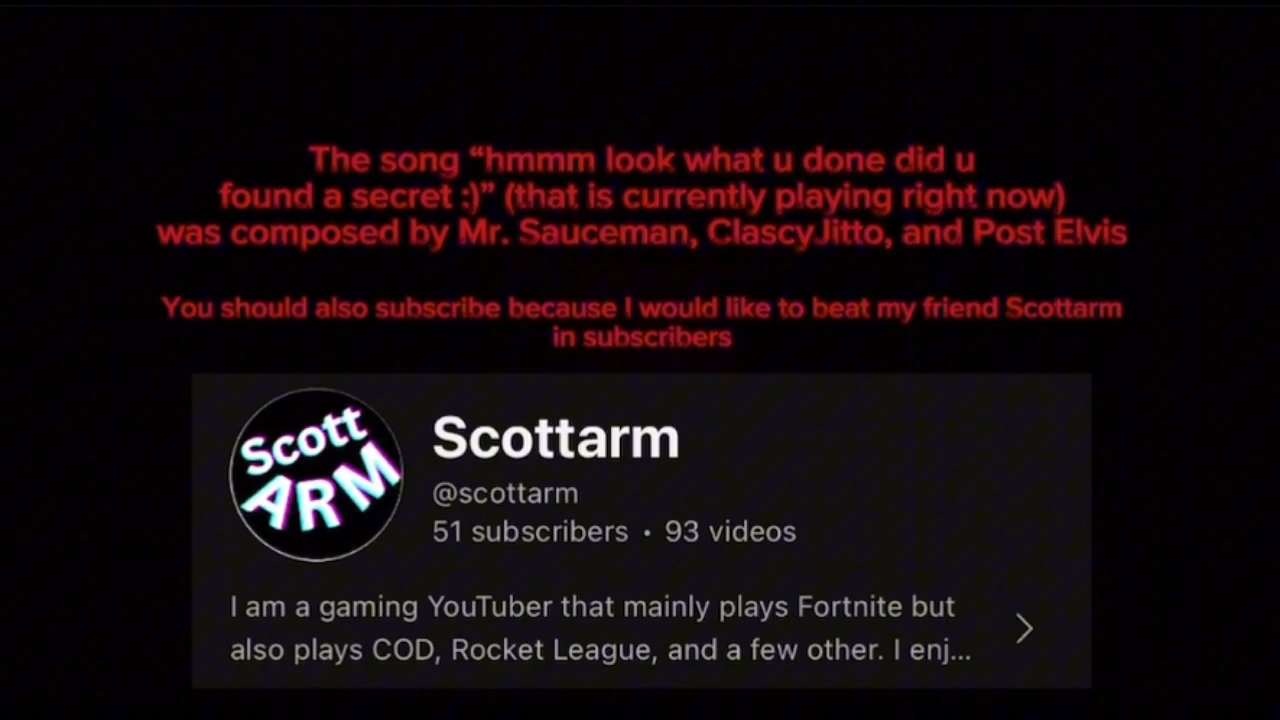 The song “hmmm look what u done did u
found a secret :)” (that is currently playing right now)
was composed by Mr. Sauceman, ClascyJitto, and Post Elvis
You should also subscribe because I would like to beat my friend Scottarm
in subscribers
Scott
ARM
Scottarm
@scottarm
51 subscribers • 93 videos
I am a gaming YouTuber that mainly plays Fortnite but
also plays COD, Rocket League, and a few other. I enj...